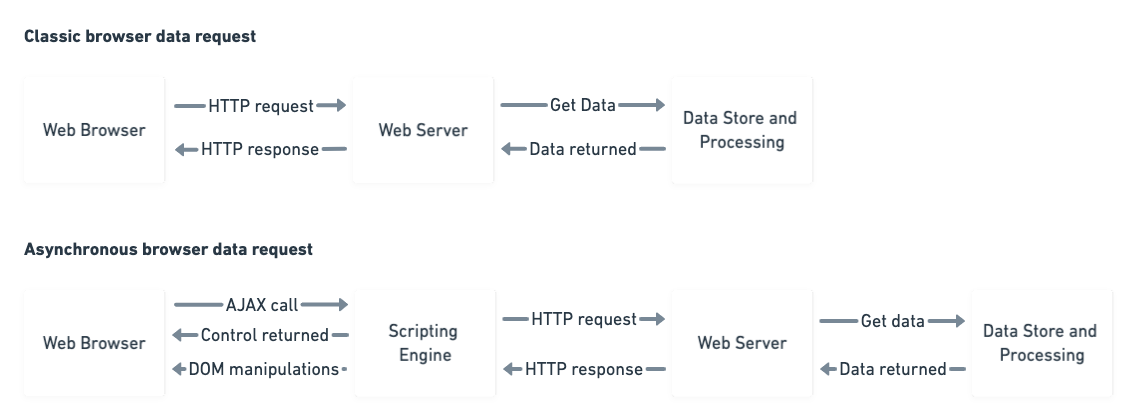 Classic browser data request
Web Browser
HTTP request
HTTP response
Web Server
Get Data
Data returned
Data Store and
Processing
Asynchronous browser data request
Web Browser
AJAX call
Control returned
DOM manipulations
Scripting
Engine
HTTP request
HTTP response
Web Server
Get data
Data returned
Data Store and
Processing